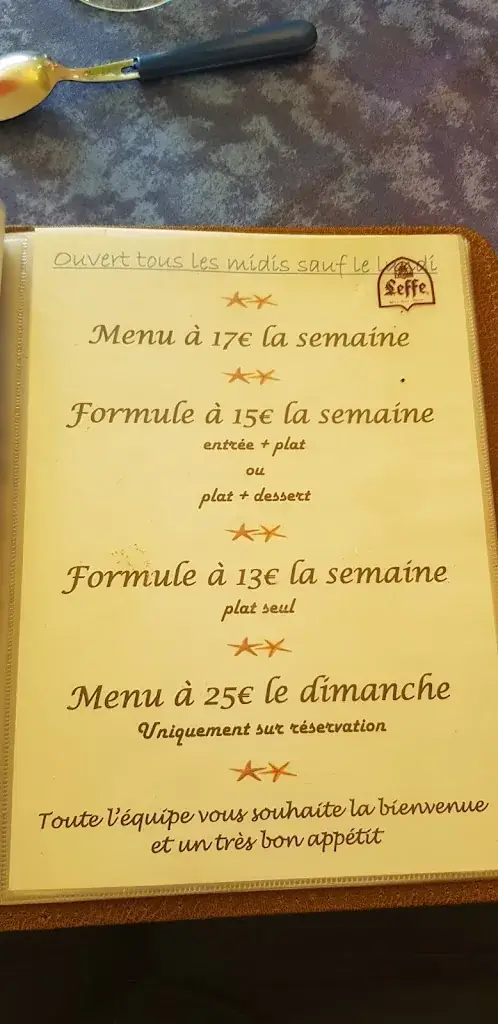 Ouvert tous les midis sauf le lundi
Leffe
Menu à 17€ la semaine
Formule à 15€ la semaine
entrée + plat
ou
plat + dessert
Formule à 13€ la semaine
plat seul
Menu à 25€ le dimanche
Uniquement sur réservation
Toute l'équipe vous souhaite la bienvenue
et un très bon appétit